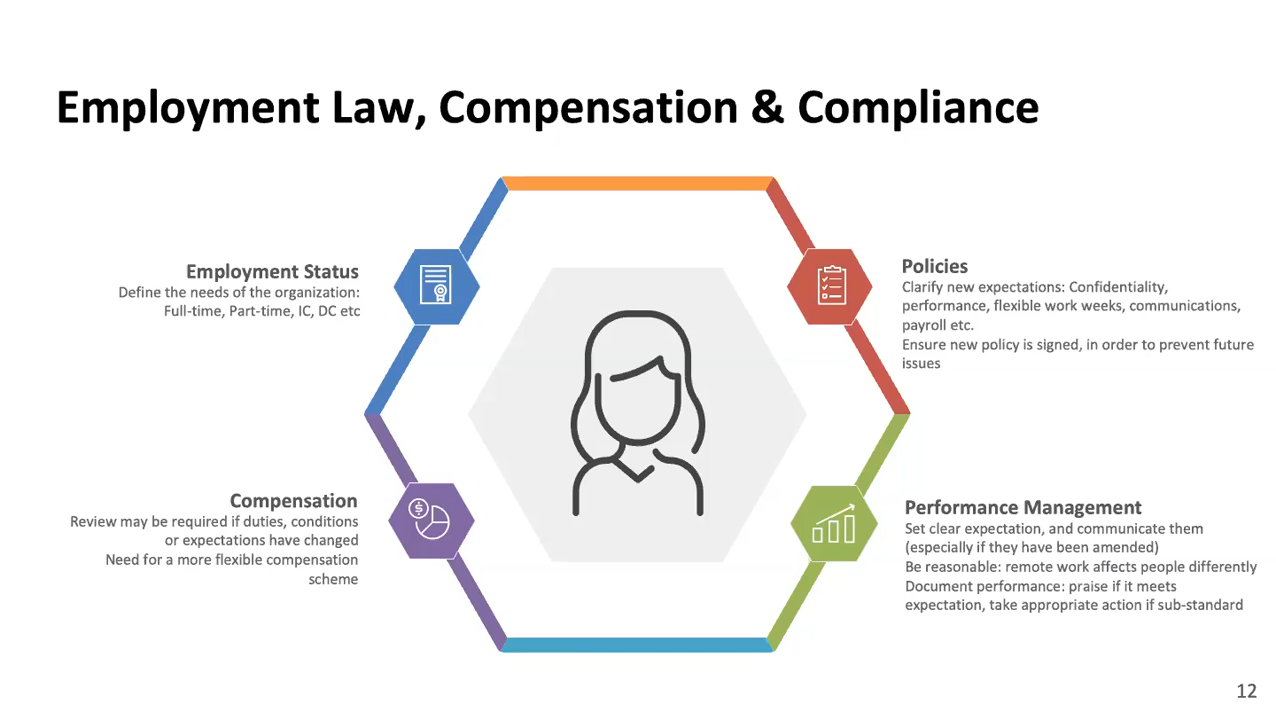 Employment Law, Compensation & Compliance
Employment Status
Define the needs of the organization:
Full-time, Part-time, IC, DC etc
Policies
Clarify new expectations: Confidentiality,
performance, flexible work weeks, communications,
payroll etc.
Ensure new policy is signed, in order to prevent future
issues
Compensation
Review may be required if duties, conditions
or expectations have changed
Need for a more flexible compensation
scheme
Performance Management
Set clear expectation, and communicate them
(especially if they have been amended)
Be reasonable: remote work affects people differently
Document performance: praise if it meets
expectation, take appropriate action if sub-standard
$
12